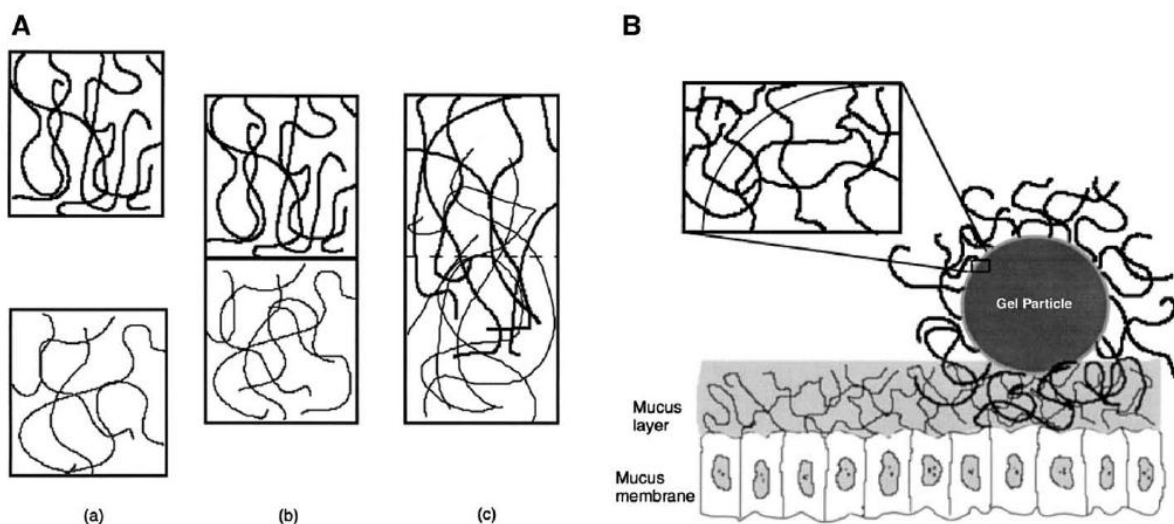 A
B
Gel Particle
Mucus
layer
Mucus
membrane
(a)
(b)
(c)